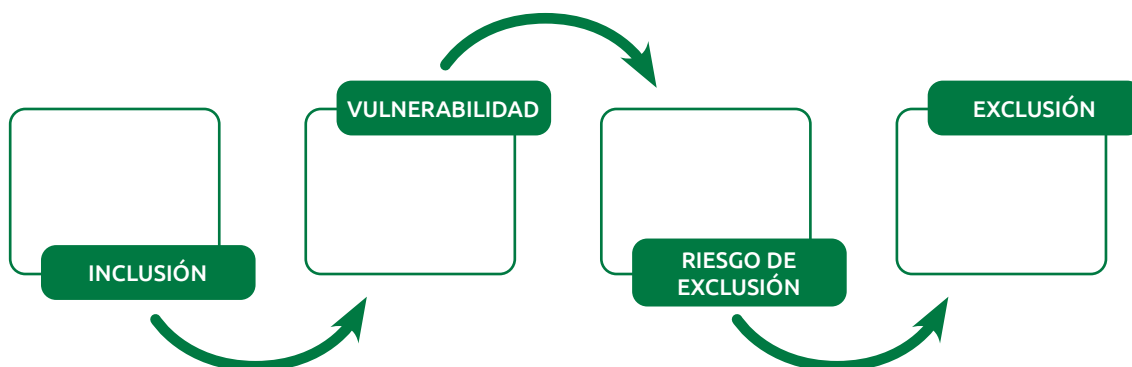 INCLUSIÓN
VULNERABILIDAD
RIESGO DE
EXCLUSIÓN
EXCLUSIÓN